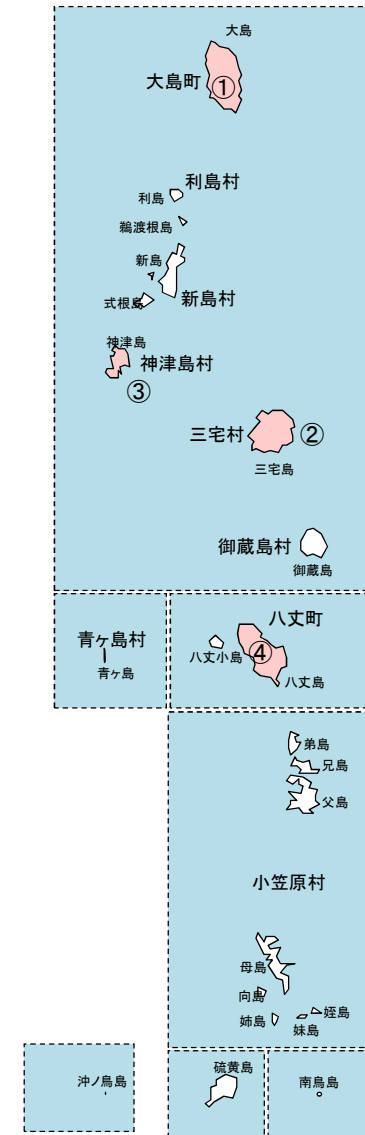 大島
大島町
①
利島村
利島
鵜渡根島
新島
式根島
新島村
神津島
神津島村
③
三宅村
②
三宅島
御蔵島村
御蔵島
青ヶ島村
青ヶ島
八丈町
八丈小島
④
八丈島
弟島
兄島
父島
小笠原村
母島
向島
姉島
妹島
姪島
沖ノ鳥島
硫黄島
南鳥島